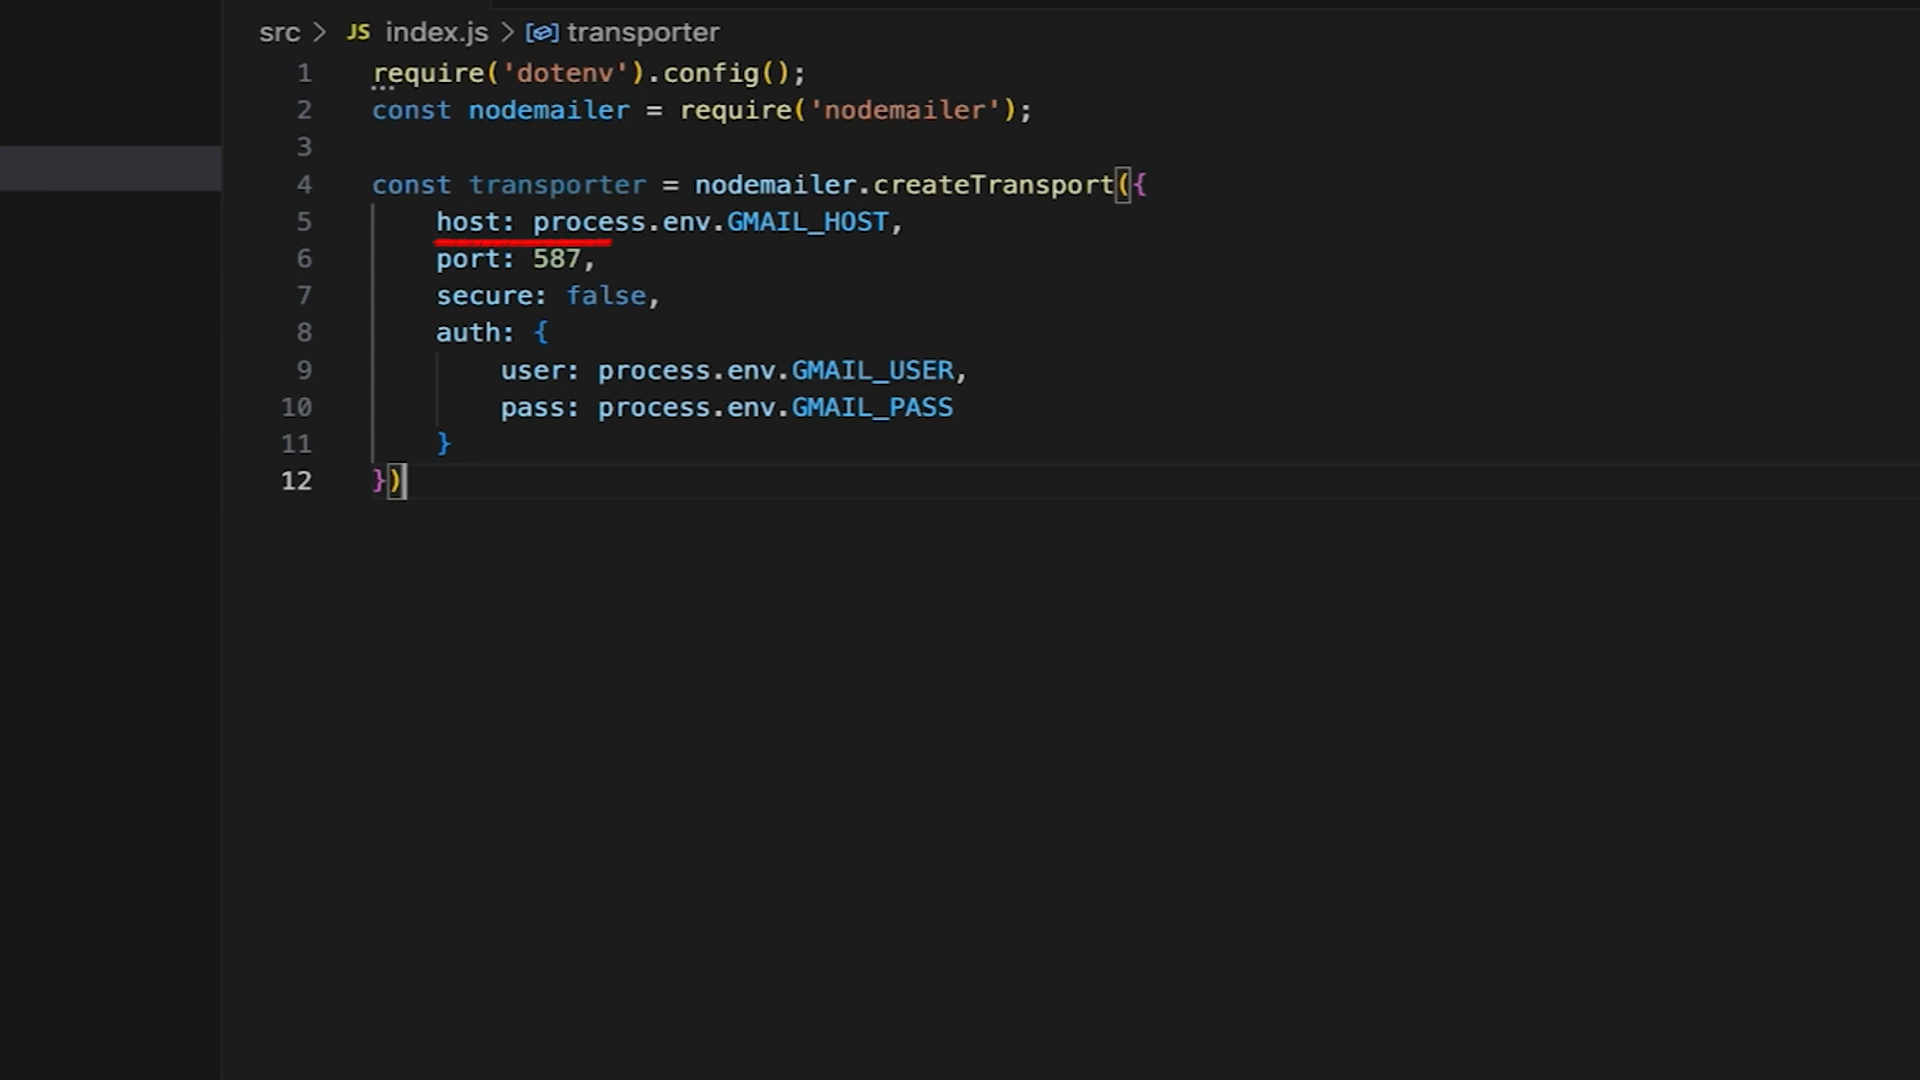 src > JS index.js > transporter
1 require('dotenv').config();
2 const nodemailer = require('nodemailer');
3
4 const transporter = nodemailer.createTransport({
5 host: process.env.GMAIL_HOST,
6 port: 587,
7 secure: false,
8 auth: {
9 user: process.env.GMAIL_USER,
10 pass: process.env.GMAIL_PASS
11 }
12 })